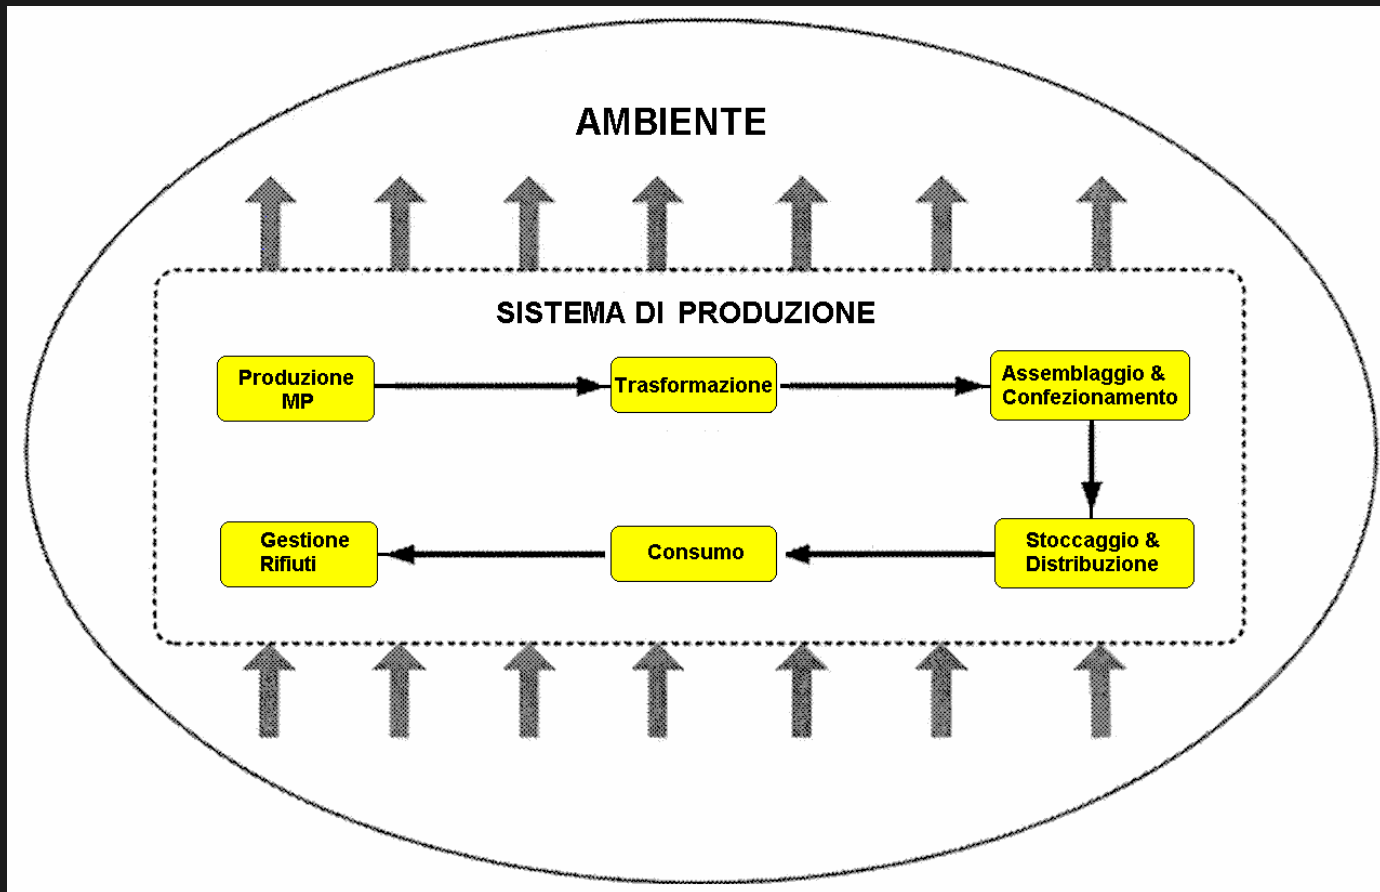 AMBIENTE
SISTEMA DI PRODUZIONE
Produzione
MP
Trasformazione
Assemblaggio &
Confezionamento
Gestione
Rifiuti
Consumo
Stoccaggio &
Distribuzione